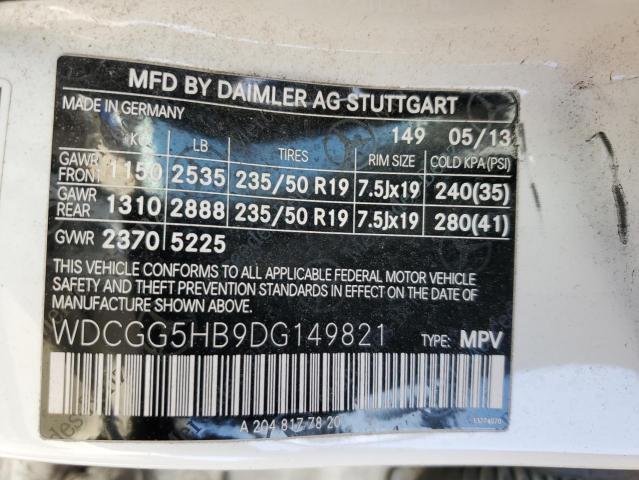 MFD BY DAIMLER AG STUTTGART
MADE IN GERMANY
149 05/13
KG LB TIRES RIM SIZE COLD KPA(PSI)
GAWR FRONT 1150 2535 235/50 R19 7.5Jx19 240(35)
GAWR REAR 1310 2888 235/50 R19 7.5Jx19 280(41)
GVWR 2370 5225
THIS VEHICLE CONFORMS TO ALL APPLICABLE FEDERAL MOTOR VEHICLE
SAFETY AND THEFT PREVENTION STANDARDS IN EFFECT ON THE DATE OF
MANUFACTURE SHOWN ABOVE.
WDCGG5HB9DG149821 TYPE: MPV
A 204 817 78 20